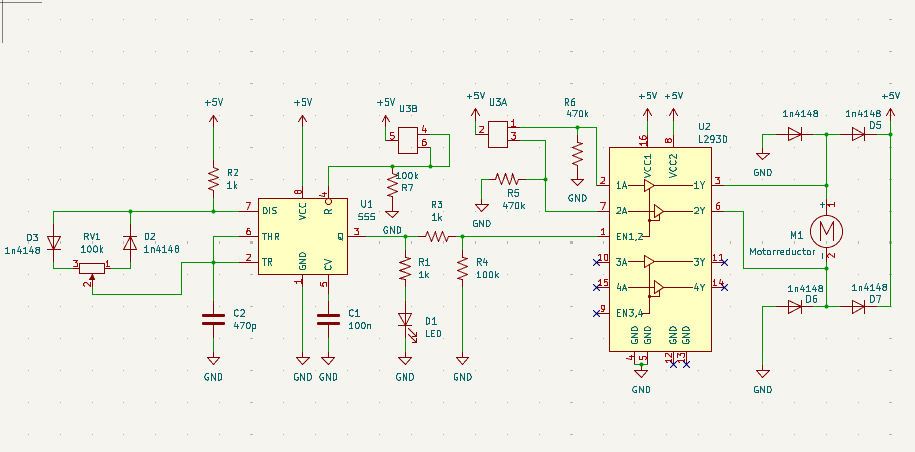 +5V
R2
1k
D3
1n4148
RV1
100k
3
1
2
D2
1n4148
C2
470p
GND
+5V
U1
555
7
DIS
6
THR
2
TR
8
VCC
4
R
Q
3
GND
1
CV
5
GND
C1
100n
GND
+5V
U3B
5
4
6
100k
R7
GND
R3
1k
R1
1k
D1
LED
GND
R4
100k
GND
+5V
U3A
2
1
3
R5
470k
GND
R6
470k
GND
+5V
+5V
U2
L293D
16
VCC1
8
VCC2
2
1A
1Y
3
7
2A
2Y
6
1
EN1,2
10
3A
3Y
11
15
4A
4Y
14
9
EN3,4
GND
GND
GND
GND
4
5
12
13
GND
1n4148
GND
1n4148
D5
+5V
+
1
M
M1
Motorreductor
-
2
1n4148
D6
1n4148
D7
GND